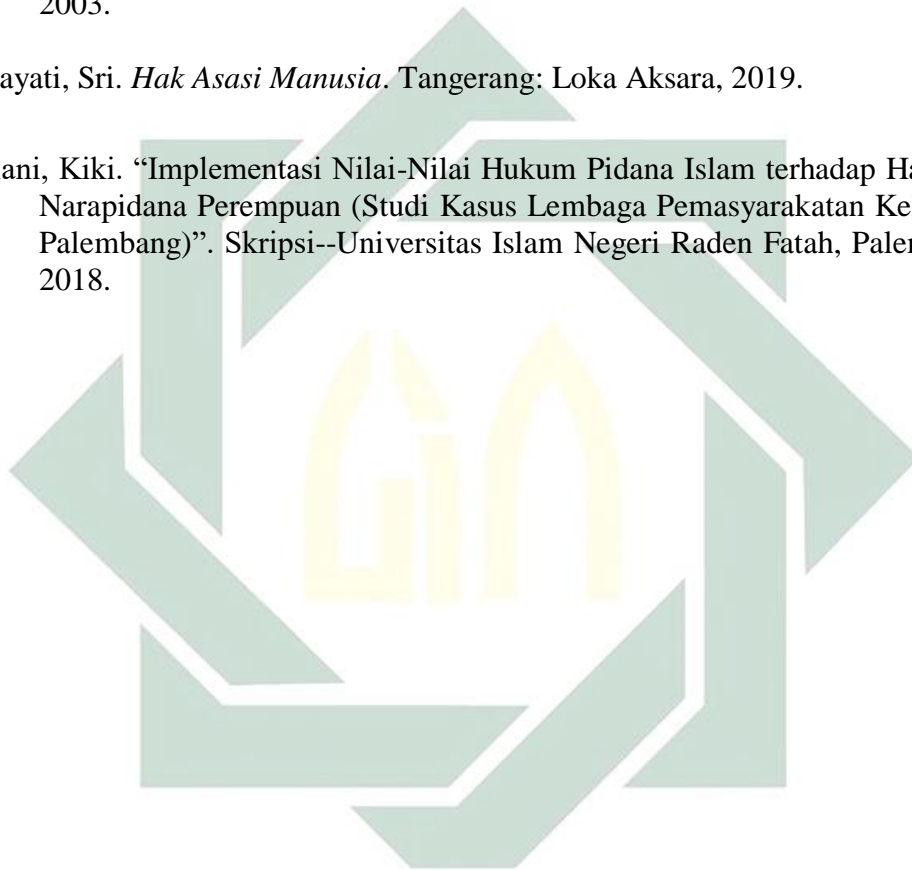 2003.
ayati, Sri. Hak Asasi Manusia. Tangerang: Loka Aksara, 2019.
ani, Kiki. “Implementasi Nilai-Nilai Hukum Pidana Islam terhadap Ha
Narapidana Perempuan (Studi Kasus Lembaga Pemasyarakatan Ke
Palembang)”. Skripsi--Universitas Islam Negeri Raden Fatah, Paler
2018.